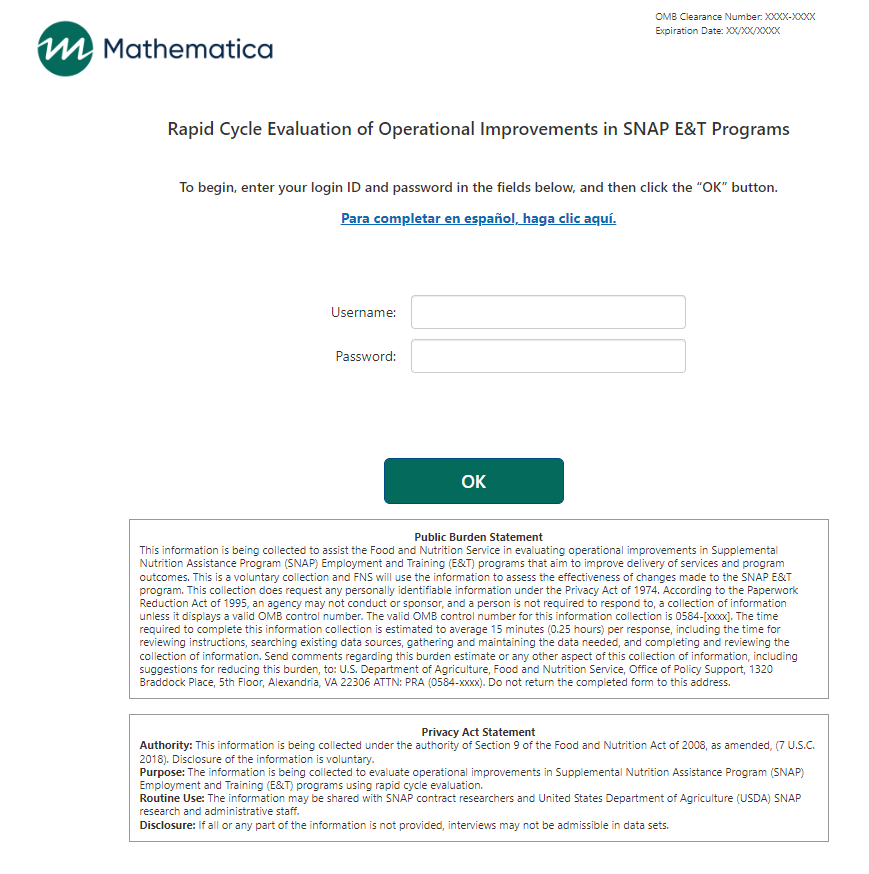 OMB Clearance Number: XXXX-XXXX
Expiration Date: XX/XX/XXXX
Mathematica
Rapid Cycle Evaluation of Operational Improvements in SNAP E&T Programs
To begin, enter your login ID and password in the fields below, and then click the “OK” button.
Para completar en español, haga clic aquí.
Username:
Password:
OK
Public Burden Statement
This information is being collected to assist the Food and Nutrition Service in evaluating operational improvements in Supplemental
Nutrition Assistance Program (SNAP) Employment and Training (E&T) programs that aim to improve delivery of services and program
outcomes. This is a voluntary collection and FNS will use the information to assess the effectiveness of changes made to the SNAP E&T
program. This collection does request any personally identifiable information under the Privacy Act of 1974. According to the Paperwork
Reduction Act of 1995, an agency may not conduct or sponsor, and a person is not required to respond to, a collection of information
unless it displays a valid OMB control number. The valid OMB control number for this information collection is 0584-[xxxx]. The time
required to complete this information collection is estimated to average 15 minutes (0.25 hours) per response, including the time for
reviewing instructions, searching existing data sources, gathering and maintaining the data needed, and completing and reviewing the
collection of information. Send comments regarding this burden estimate or any other aspect of this collection of information, including
suggestions for reducing this burden, to: U.S. Department of Agriculture, Food and Nutrition Service, Office of Policy Support, 1320
Braddock Place, 5th Floor, Alexandria, VA 22306 ATTN: PRA (0584-xxxx). Do not return the completed form to this address.
Privacy Act Statement
Authority: This information is being collected under the authority of Section 9 of the Food and Nutrition Act of 2008, as amended, (7 U.S.C.
2018). Disclosure of the information is voluntary.
Purpose: The information is being collected to evaluate operational improvements in Supplemental Nutrition Assistance Program (SNAP)
Employment and Training (E&T) programs using rapid cycle evaluation.
Routine Use: The information may be shared with SNAP contract researchers and United States Department of Agriculture (USDA) SNAP
research and administrative staff.
Disclosure: If all or any part of the information is not provided, interviews may not be admissible in data sets.